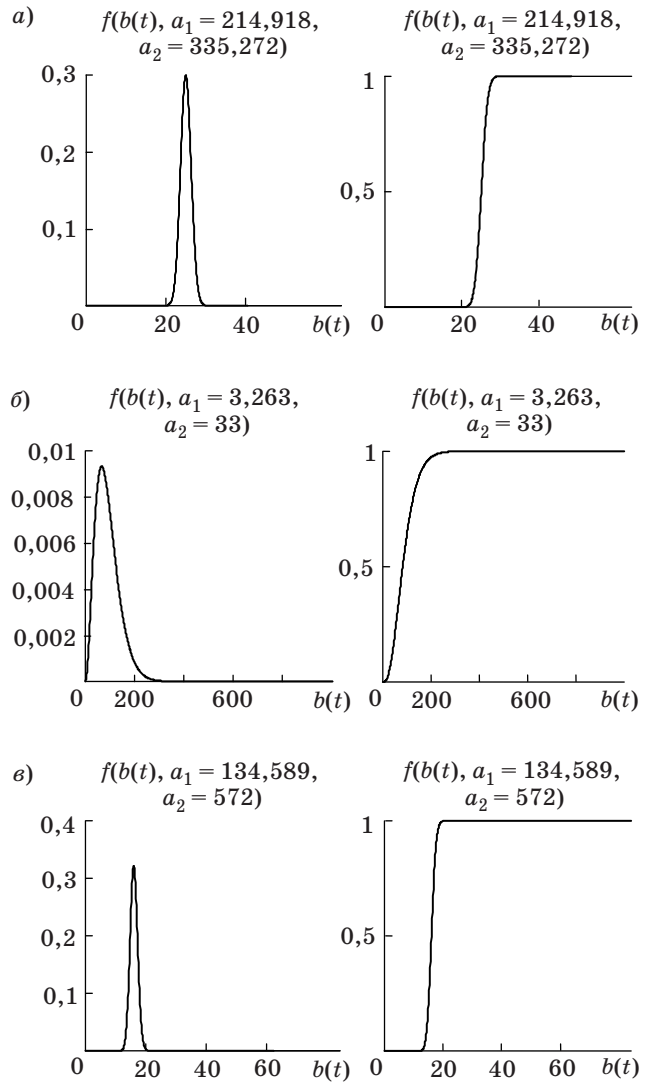 а)
f(b(t), a₁ = 214,918,
a₂ = 335,272)
0,3
0,2
0,1
0
20
40
b(t)
f(b(t), a₁ = 214,918,
a₂ = 335,272)
1
0,5
0
20
40
b(t)
б)
f(b(t), a₁ = 3,263,
a₂ = 33)
0,01
0,008
0,006
0,004
0,002
0
200
600
b(t)
f(b(t), a₁ = 3,263,
a₂ = 33)
1
0,5
0
200
600
b(t)
в)
f(b(t), a₁ = 134,589,
a₂ = 572)
0,4
0,3
0,2
0,1
0
20
40
60
b(t)
f(b(t), a₁ = 134,589,
a₂ = 572)
1
0,5
0
20
40
60
b(t)